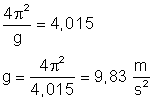 4π²/g = 4,015
g = 4π²/4,015 = 9,83 m/s²